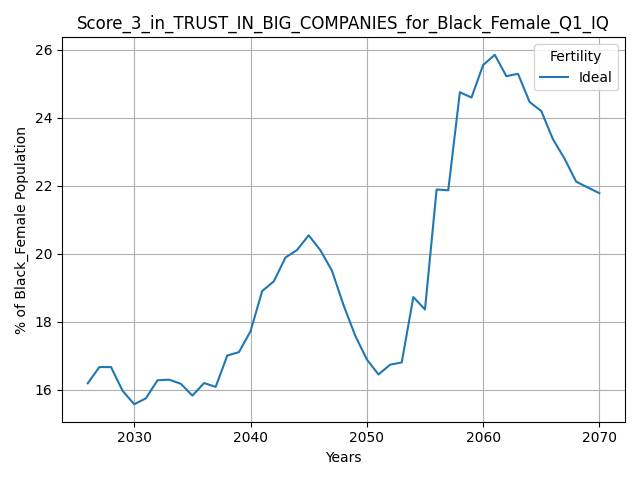 Score_3_in_TRUST_IN_BIG_COMPANIES_for_Black_Female_Q1_IQ
Fertility
Ideal
% of Black_Female Population
26
24
22
20
18
16
2030 2040 2050 2060 2070
Years